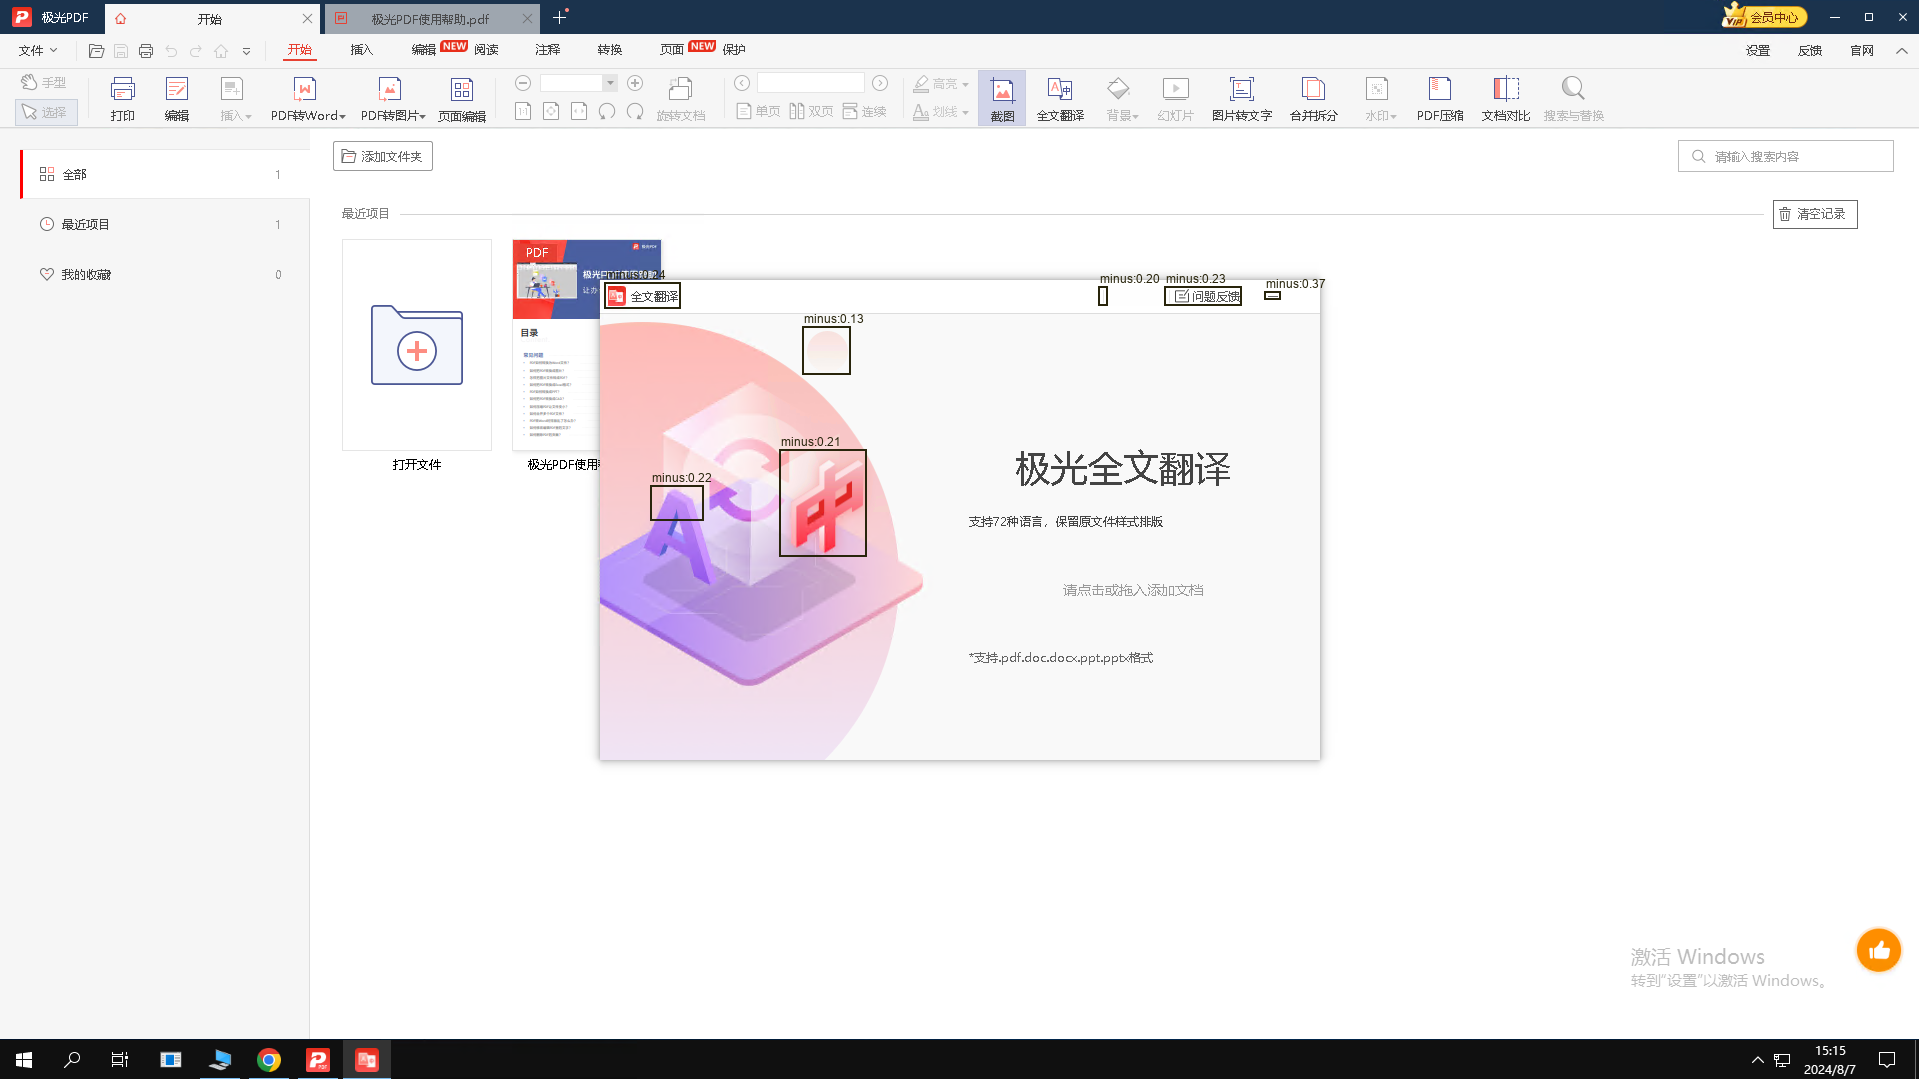 极光PDF
开始
极光PDF使用帮助.pdf
会员中心
文件
开始
插入
编辑
NEW
阅读
注释
转换
页面
NEW
保护
设置
反馈
官网
手型
选择
打印
编辑
插入
PDF转Word
PDF转图片
页面编辑
旋转文档
单页
双页
连续
高亮
划线
截图
全文翻译
背景
幻灯片
图片转文字
合并拆分
水印
PDF压缩
文档对比
搜索与替换
全部 1
最近项目 1
我的收藏 0
添加文件夹
请输入搜索内容
最近项目
清空记录
PDF
目录
常见问题
打开文件
极光PDF使用
全文翻译
minus:0.20
minus:0.23
minus:0.37
问题反馈
minus:0.13
minus:0.21
minus:0.22
极光全文翻译
支持72种语言，保留原文件样式排版
请点击或拖入添加文档
*支持.pdf.doc.docx.ppt.pptx格式
激活 Windows
转到“设置”以激活 Windows。
15:15
2024/8/7